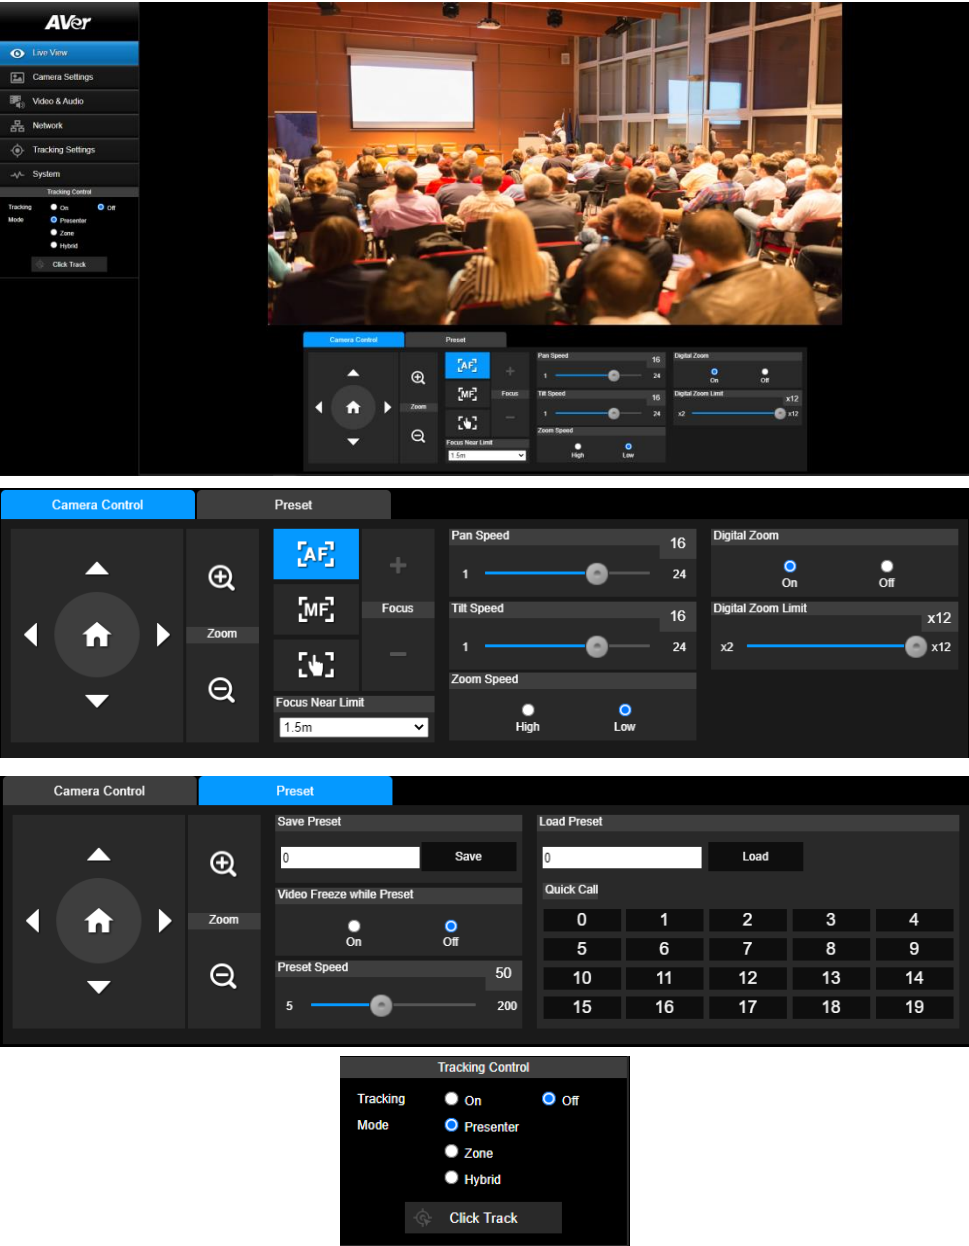 AVer
Live View
Camera Settings
Video & Audio
Network
Tracking Settings
System
Tracking Control
Tracking On Off
Mode Presenter
Zone
Hybrid
Click Track
Camera Control Preset
Zoom
AF
MF
Focus
Focus Near Limit
1.5m
Pan Speed 16
1 24
Tilt Speed 16
1 24
Zoom Speed
High Low
Digital Zoom
On Off
Digital Zoom Limit x12
x2 x12
Camera Control Preset
Zoom
AF
MF
Focus
Focus Near Limit
1.5m
Pan Speed 16
1 24
Tilt Speed 16
1 24
Zoom Speed
High Low
Digital Zoom
On Off
Digital Zoom Limit x12
x2 x12
Camera Control Preset
Zoom
Save Preset
0 Save
Video Freeze while Preset
On Off
Preset Speed 50
5 200
Load Preset
0 Load
Quick Call
0 1 2 3 4
5 6 7 8 9
10 11 12 13 14
15 16 17 18 19
Tracking Control
Tracking On Off
Mode Presenter
Zone
Hybrid
Click Track